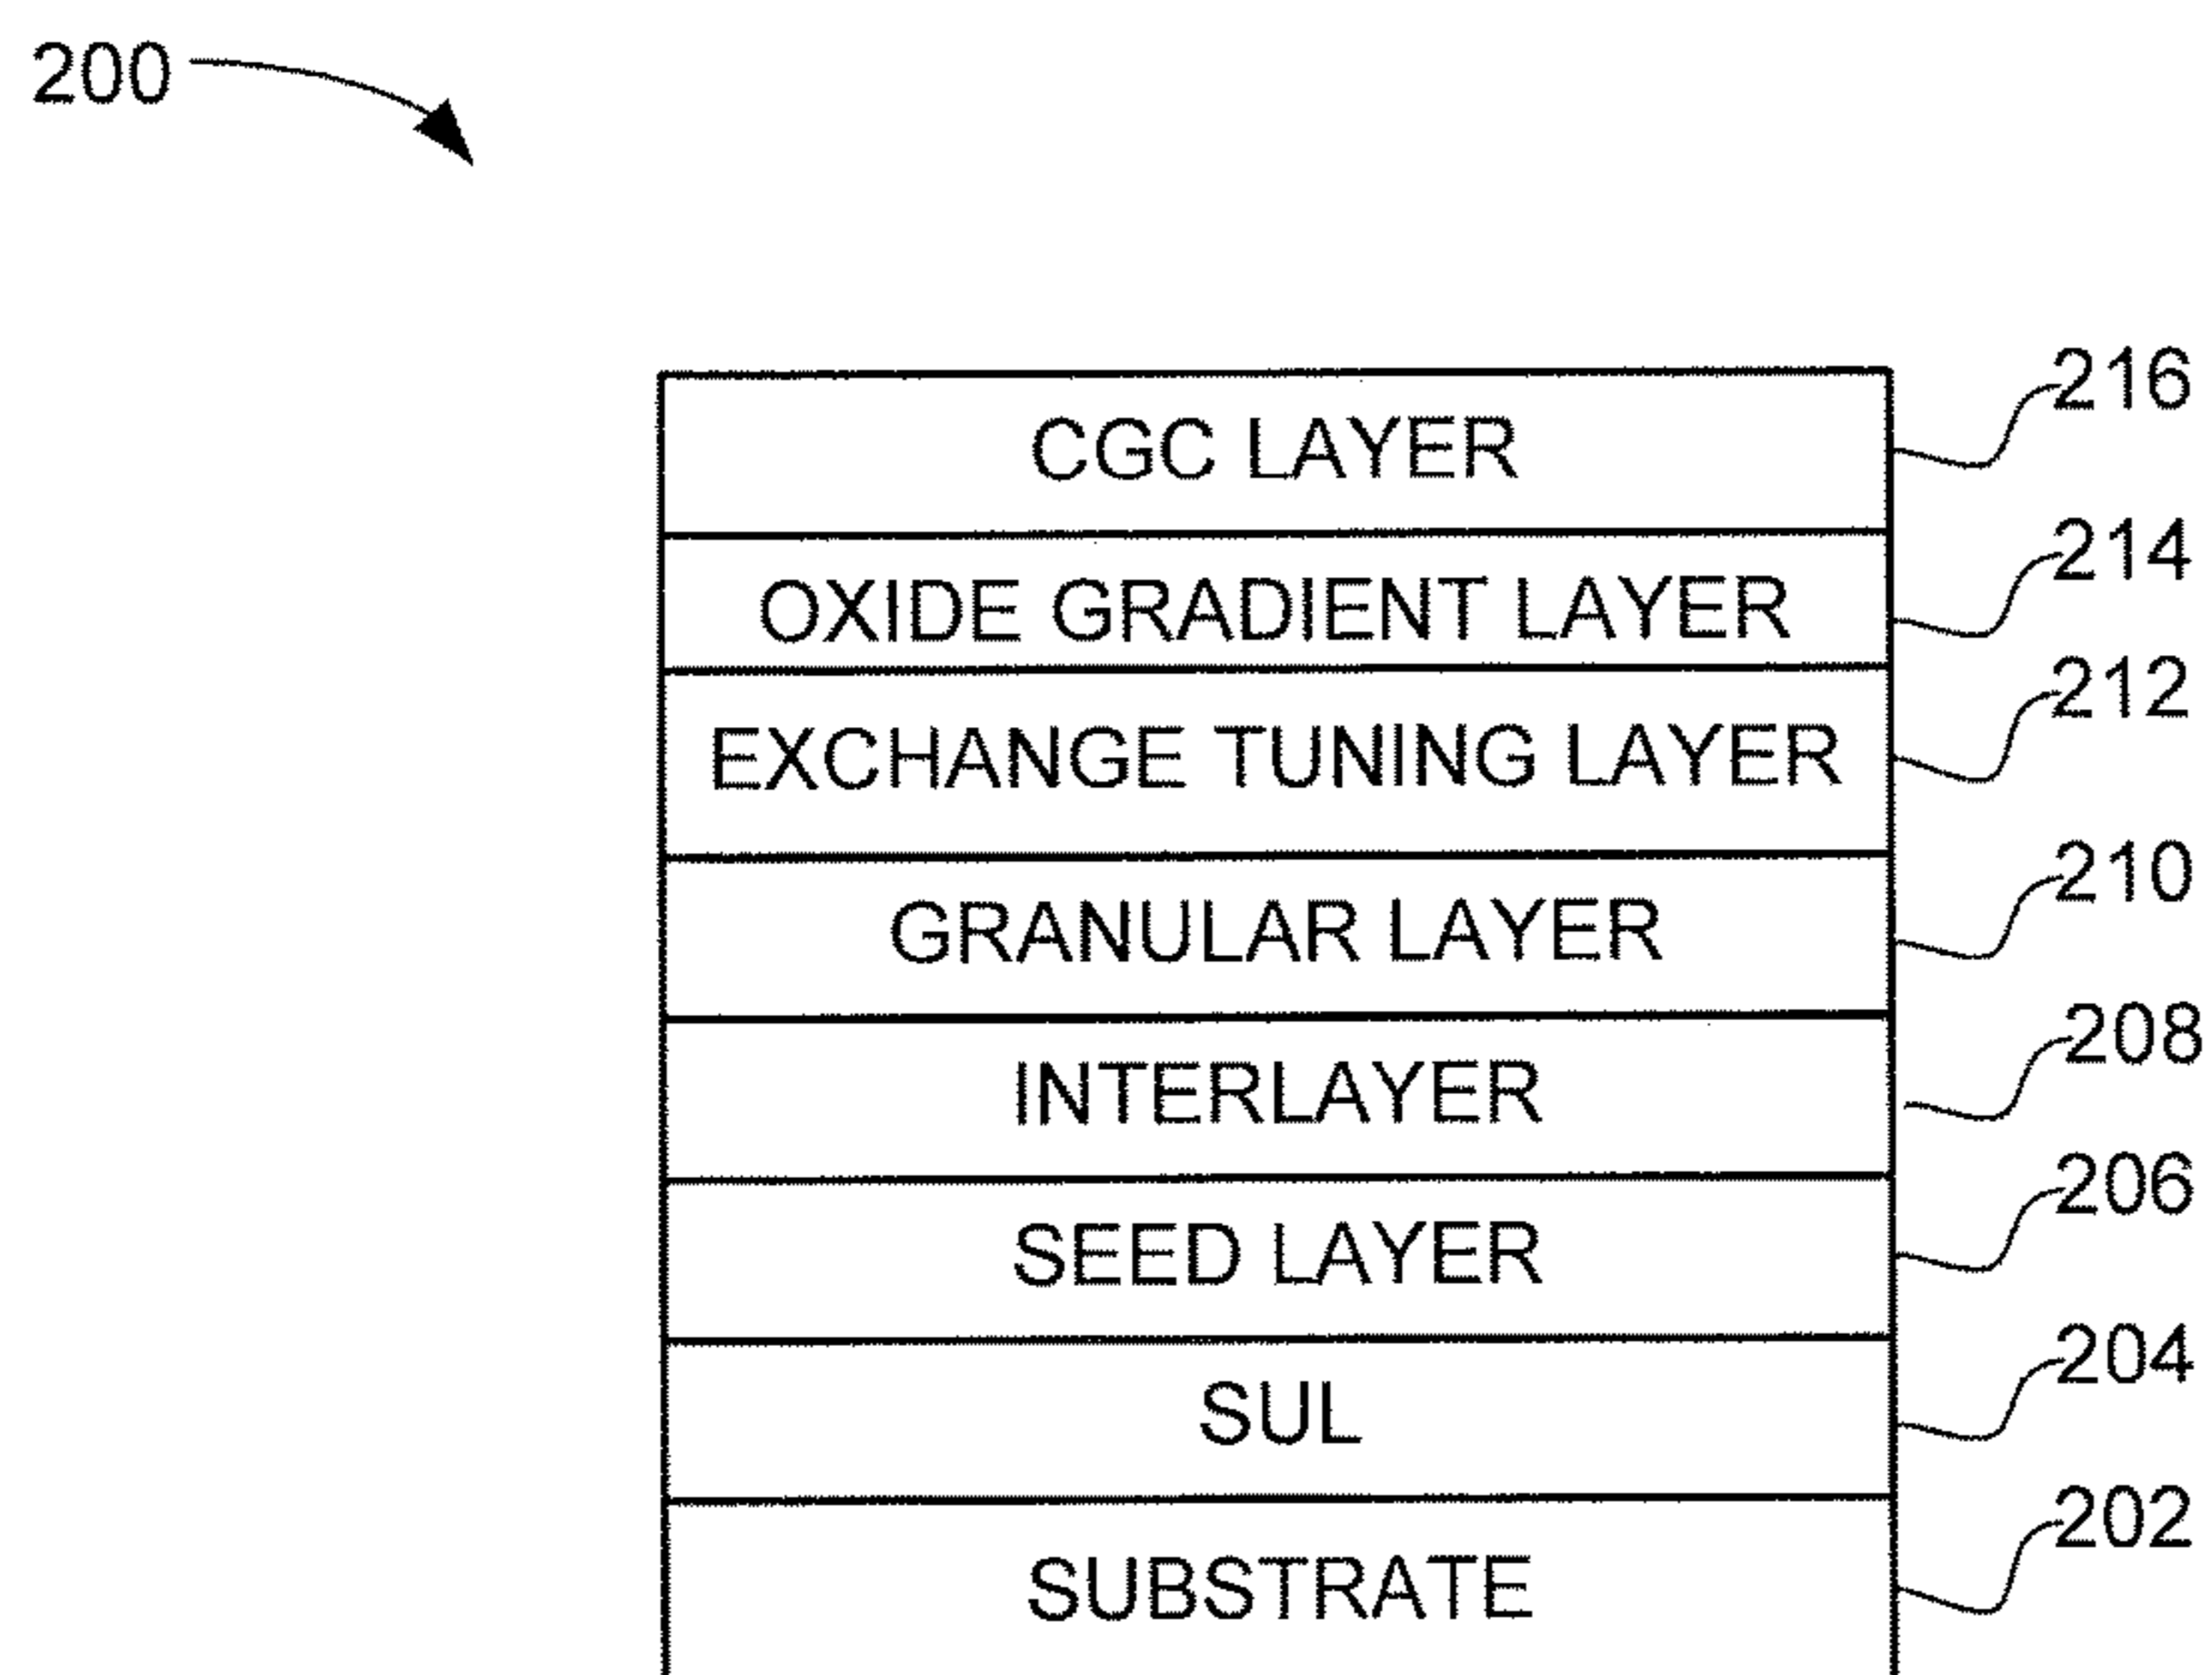 200
216
CGC LAYER
214
OXIDE GRADIENT LAYER
212
EXCHANGE TUNING LAYER
210
GRANULAR LAYER
208
INTERLAYER
206
SEED LAYER
204
SUL
202
SUBSTRATE